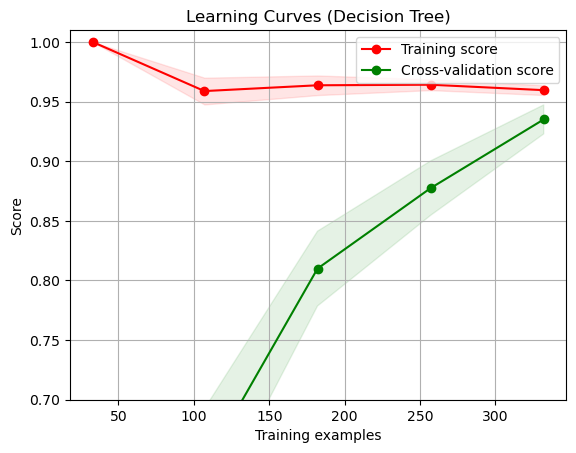 Learning Curves (Decision Tree)
Training score
Cross-validation score
1.00
0.95
0.90
0.85
0.80
0.75
0.70
Score
50 100 150 200 250 300
Training examples